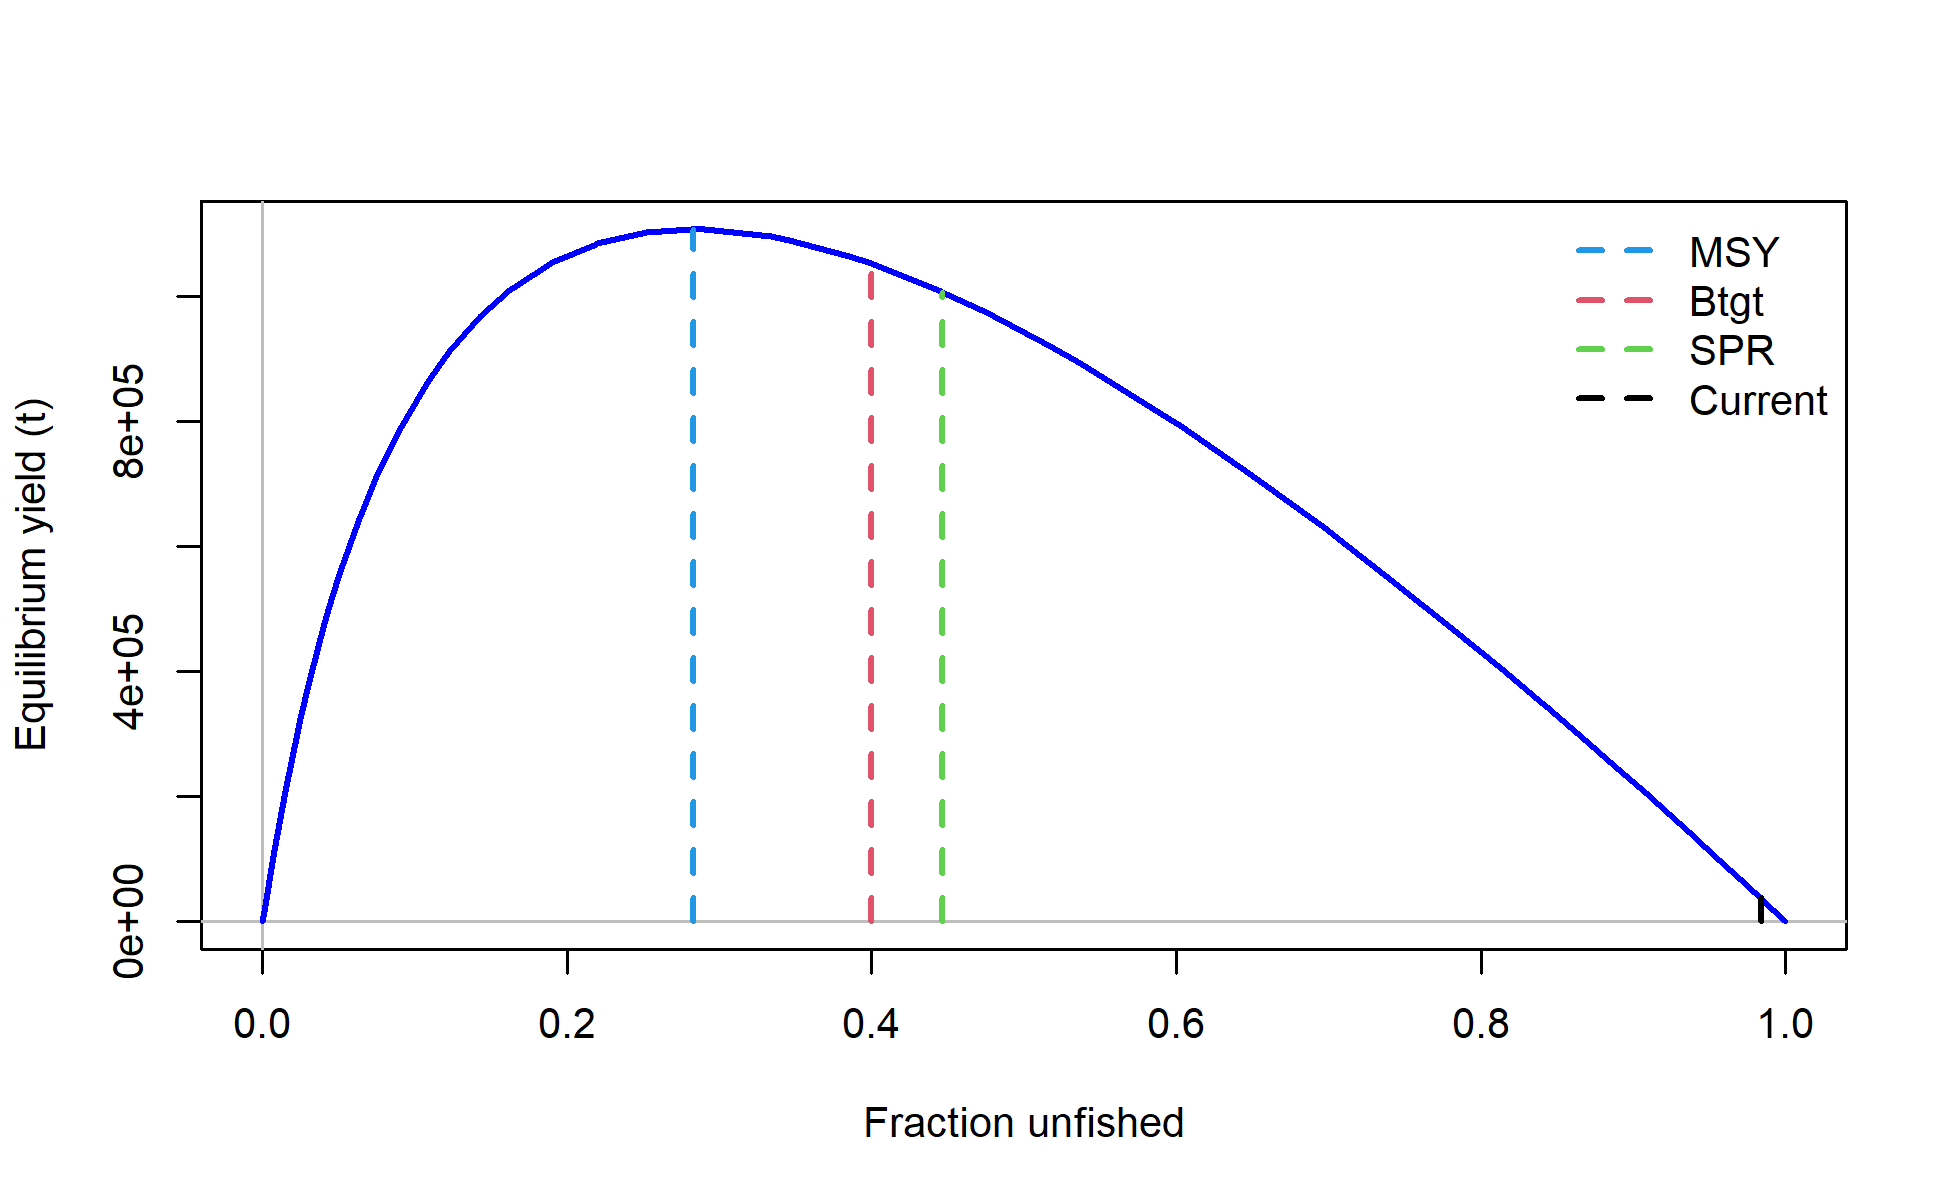 MSY
Btgt
SPR
Current
Equilibrium yield (t)
8e+05
4e+05
0e+00
0.0 0.2 0.4 0.6 0.8 1.0
Fraction unfished